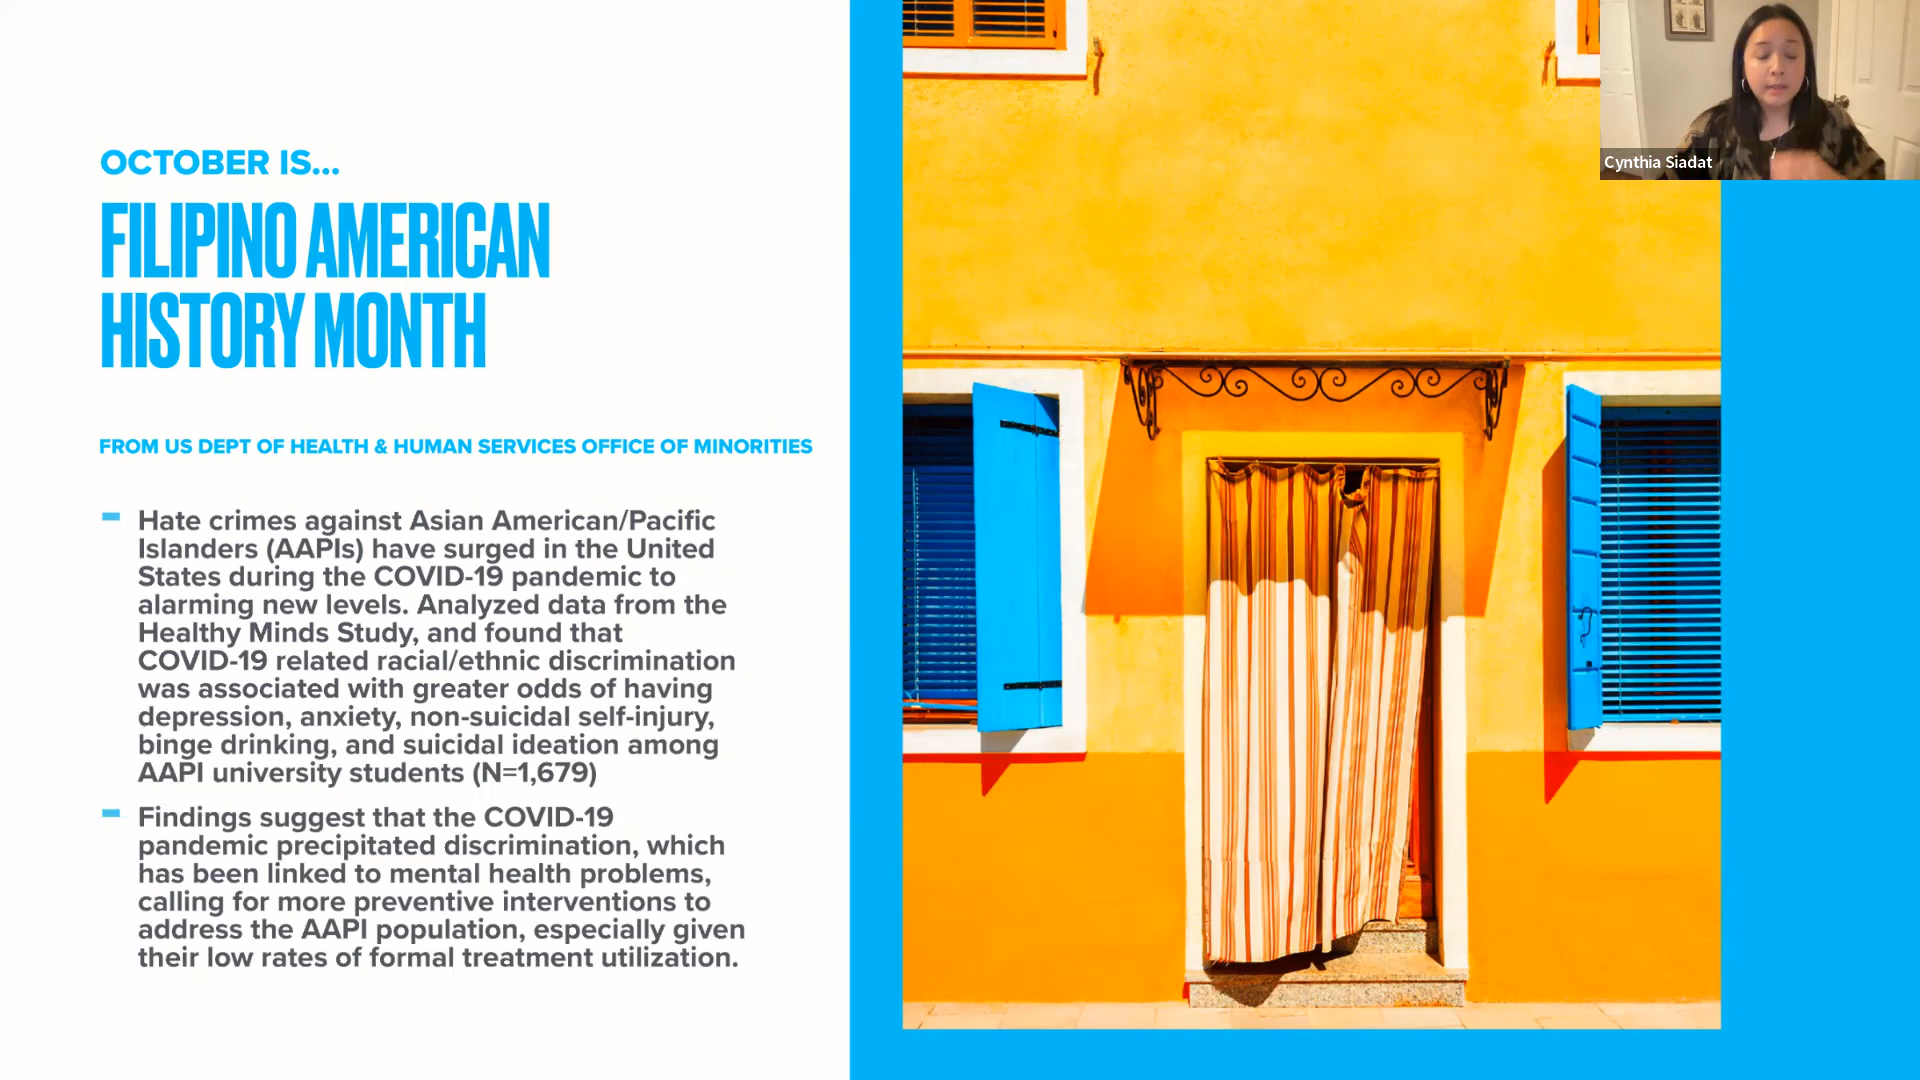 OCTOBER IS...
FILIPINO AMERICAN
HISTORY MONTH
FROM US DEPT OF HEALTH & HUMAN SERVICES OFFICE OF MINORITIES
- Hate crimes against Asian American/Pacific
Islanders (AAPIs) have surged in the United
States during the COVID-19 pandemic to
alarming new levels. Analyzed data from the
Healthy Minds Study, and found that
COVID-19 related racial/ethnic discrimination
was associated with greater odds of having
depression, anxiety, non-suicidal self-injury,
binge drinking, and suicidal ideation among
AAPI university students (N=1,679)
- Findings suggest that the COVID-19
pandemic precipitated discrimination, which
has been linked to mental health problems,
calling for more preventive interventions to
address the AAPI population, especially given
their low rates of formal treatment utilization.
Cynthia Siadat